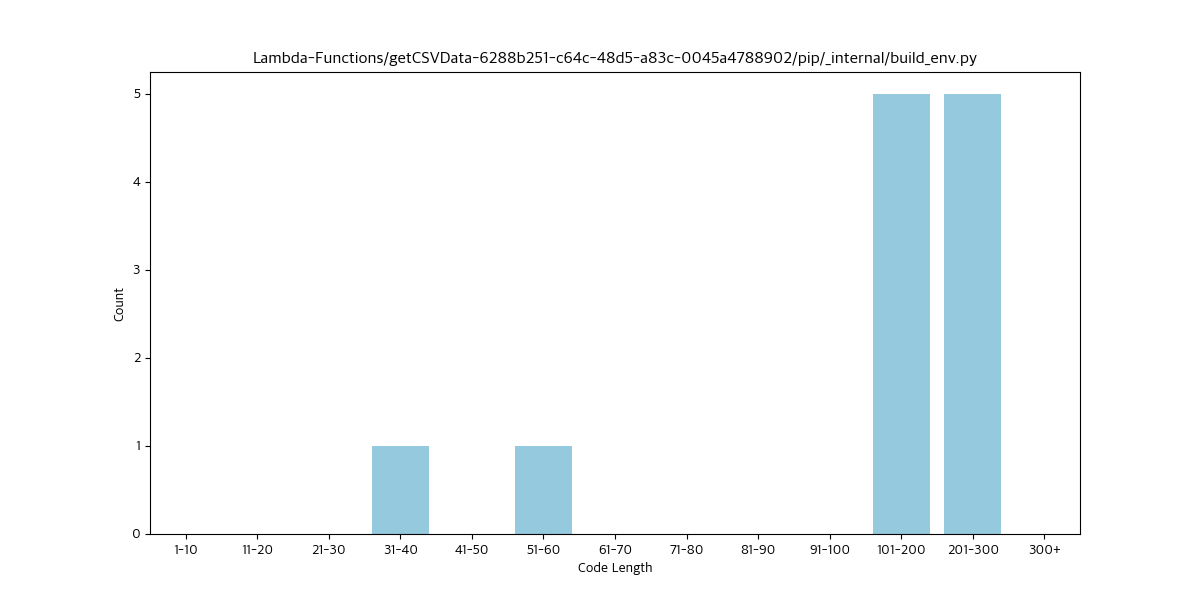 Lambda-Functions/getCSVData-6288b251-c64c-48d5-a83c-0045a4788902/pip/_internal/build_env.py
5
4
3
2
1
0
Count
1-10 11-20 21-30 31-40 41-50 51-60 61-70 71-80 81-90 91-100 101-200 201-300 300+
Code Length